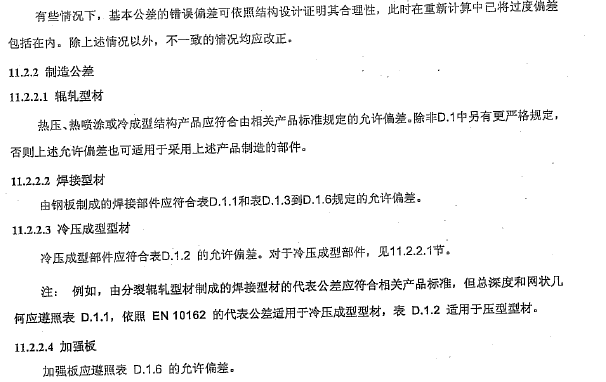 有些情况下，基本公差的错误偏差可依照结构设计证明其合理性，此时在重新计算中已将过度偏差
包括在内。除上述情况以外，不一致的情况均应改正。
11.2.2 制造公差
11.2.2.1 辊轧型材
热压、热喷涂或冷成型结构产品应符合由相关产品标准规定的允许偏差。除非D.1中另有更严格规定，
否则上述允许偏差也可适用于采用上述产品制造的部件。
11.2.2.2 焊接型材
由钢板制成的焊接部件应符合表D.1.1和表D.1.3到D.1.6规定的允许偏差。
11.2.2.3 冷压成型型材
冷压成型部件应符合表D.1.2 的允许偏差。对于冷压成型部件，见11.2.2.1节。
注： 例如，由分裂辊轧型材制成的焊接型材的代表公差应符合相关产品标准，但总深度和网状几
何应遵照表 D.1.1，依照 EN 10162 的代表公差适用于冷压成型型材，表 D.1.2 适用于压型型材。
11.2.2.4 加强板
加强板应遵照表 D.1.6 的允许偏差。